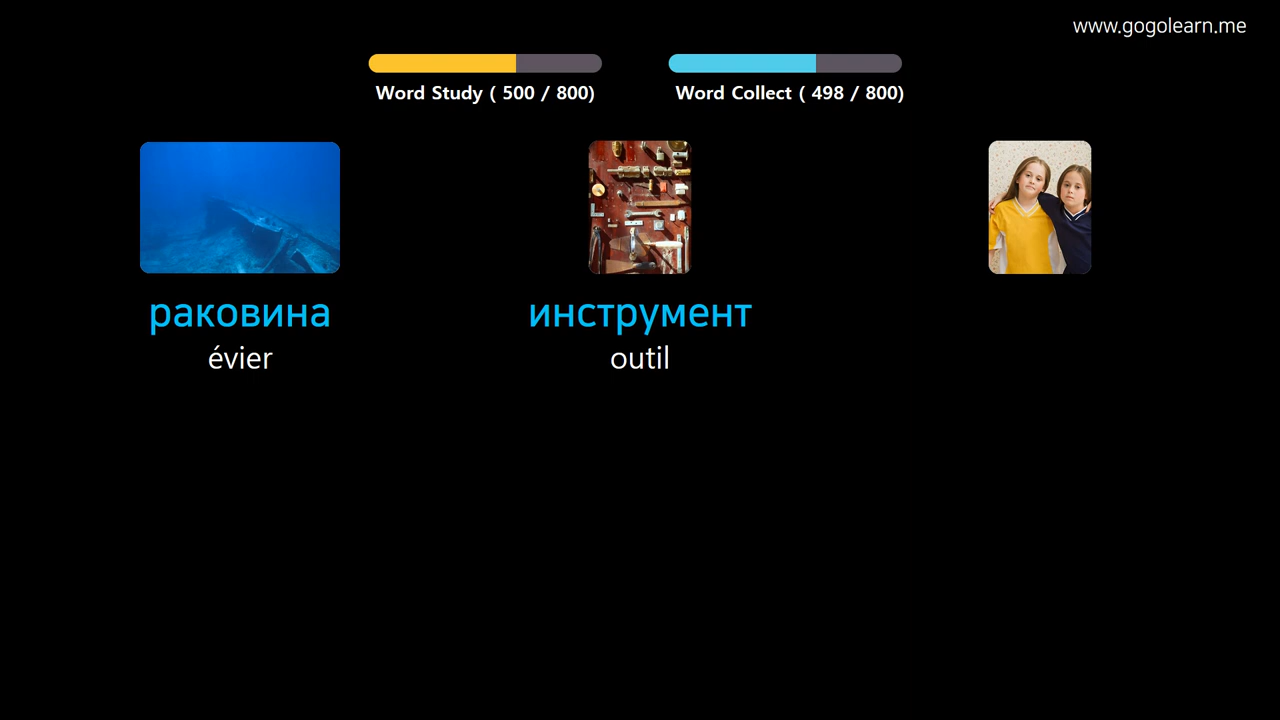 www.gogolearn.me
Word Study ( 500 / 800)
Word Collect ( 498 / 800)
раковина
évier
инструмент
outil